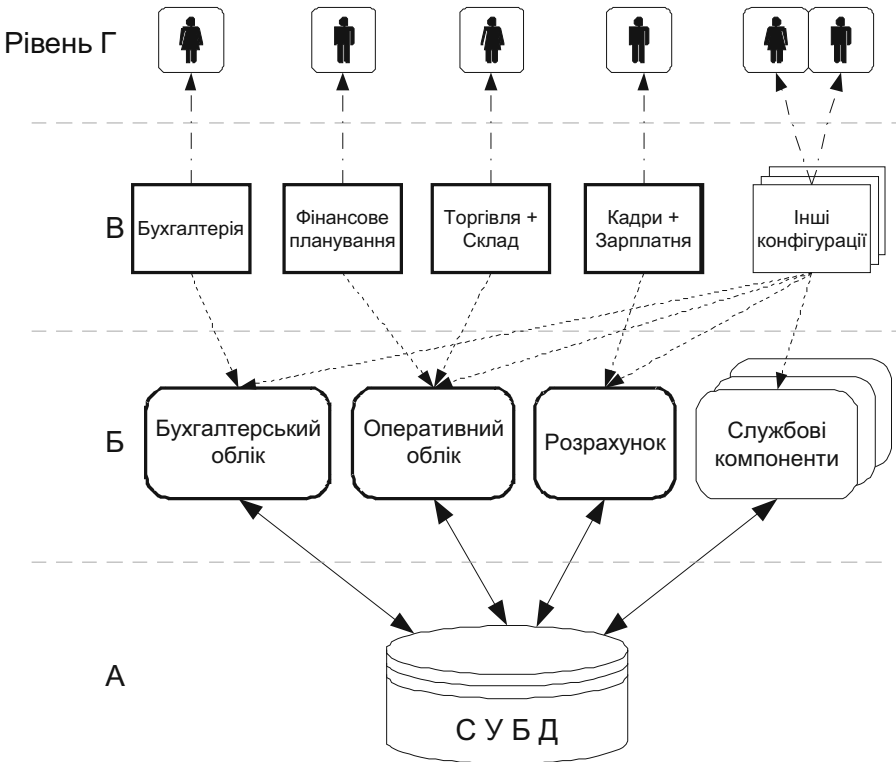 Рівень Г
В
Бухгалтерія
Фінансове
планування
Торгівля +
Склад
Кадри +
Зарплатня
Інші
конфігурації
Б
Бухгалтерський
облік
Оперативний
облік
Розрахунок
Службові
компоненти
А
С У Б Д